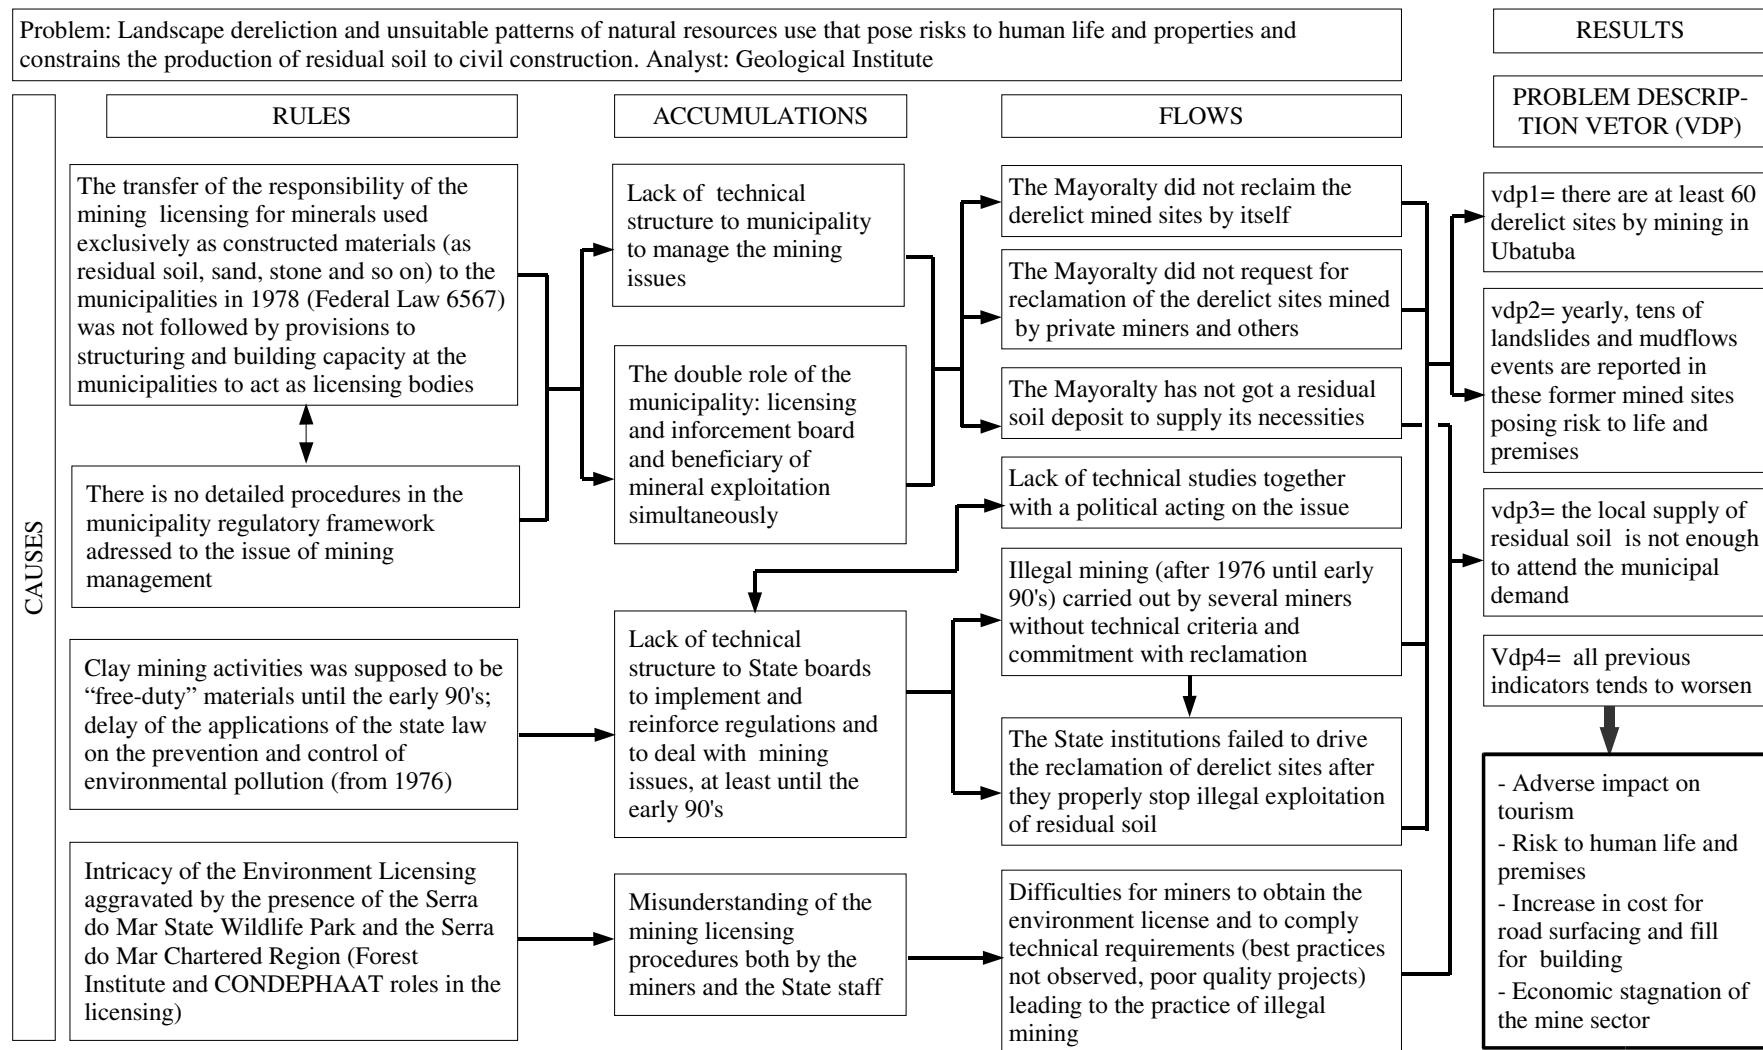 Problem: Landscape dereliction and unsuitable patterns of natural resources use that pose risks to human life and properties and
constrains the production of residual soil to civil construction. Analyst: Geological Institute
CAUSES
RULES
The transfer of the responsibility of the
mining licensing for minerals used
exclusively as constructed materials (as
residual soil, sand, stone and so on) to the
municipalities in 1978 (Federal Law 6567)
was not followed by provisions to
structuring and building capacity at the
municipalities to act as licensing bodies
There is no detailed procedures in the
municipality regulatory framework
adressed to the issue of mining
management
Clay mining activities was supposed to be
“free-duty” materials until the early 90's;
delay of the applications of the state law
on the prevention and control of
environmental pollution (from 1976)
Intricacy of the Environment Licensing
aggravated by the presence of the Serra
do Mar State Wildlife Park and the Serra
do Mar Chartered Region (Forest
Institute and CONDEPHAAT roles in the
licensing)
ACCUMULATIONS
Lack of technical
structure to municipality
to manage the mining
issues
The double role of the
municipality: licensing
and inforcement board
and beneficiary of
mineral exploitation
simultaneously
Lack of technical
structure to State boards
to implement and
reinforce regulations and
to deal with mining
issues, at least until the
early 90's
Misunderstanding of the
mining licensing
procedures both by the
miners and the State staff
FLOWS
The Mayoralty did not reclaim the
derelict mined sites by itself
The Mayoralty did not request for
reclamation of the derelict sites mined
by private miners and others
The Mayoralty has not got a residual
soil deposit to supply its necessities
Lack of technical studies together
with a political acting on the issue
Illegal mining (after 1976 until early
90's) carried out by several miners
without technical criteria and
commitment with reclamation
The State institutions failed to drive
the reclamation of derelict sites after
they properly stop illegal exploitation
of residual soil
Difficulties for miners to obtain the
environment license and to comply
technical requirements (best practices
not observed, poor quality projects)
leading to the practice of illegal
mining
RESULTS
PROBLEM DESCRIP-
TION VETOR (VDP)
vdp1= there are at least 60
derelict sites by mining in
Ubatuba
vdp2= yearly, tens of
landslides and mudflows
events are reported in
these former mined sites
posing risk to life and
premises
vdp3= the local supply of
residual soil is not enough
to attend the municipal
demand
Vdp4= all previous
indicators tends to worsen
- Adverse impact on
tourism
- Risk to human life and
premises
- Increase in cost for
road surfacing and fill
for building
- Economic stagnation of
the mine sector